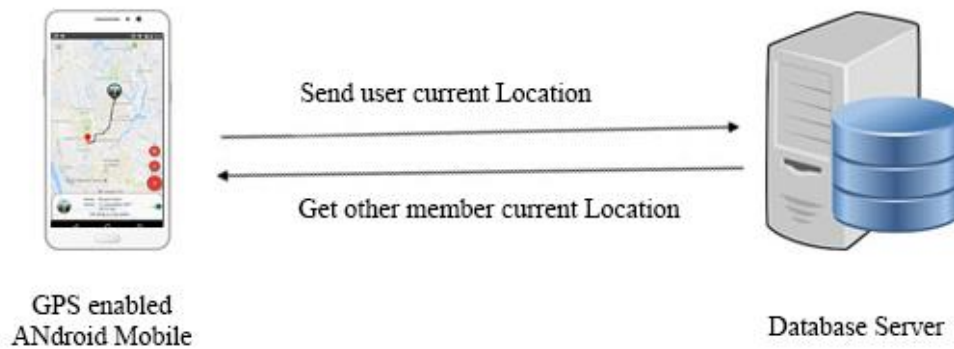 Send user current Location
Get other member current Location
GPS enabled
ANdroid Mobile
Database Server